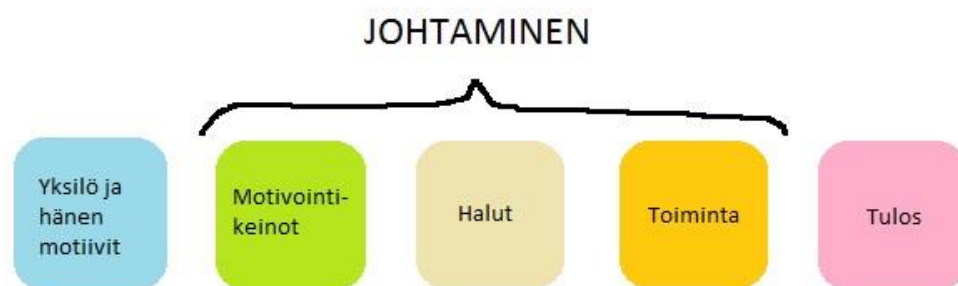 JOHTAMINEN
Yksilö ja
hänen
motiivit
Motivointi-
keinot
Halut
Toiminta
Tulos